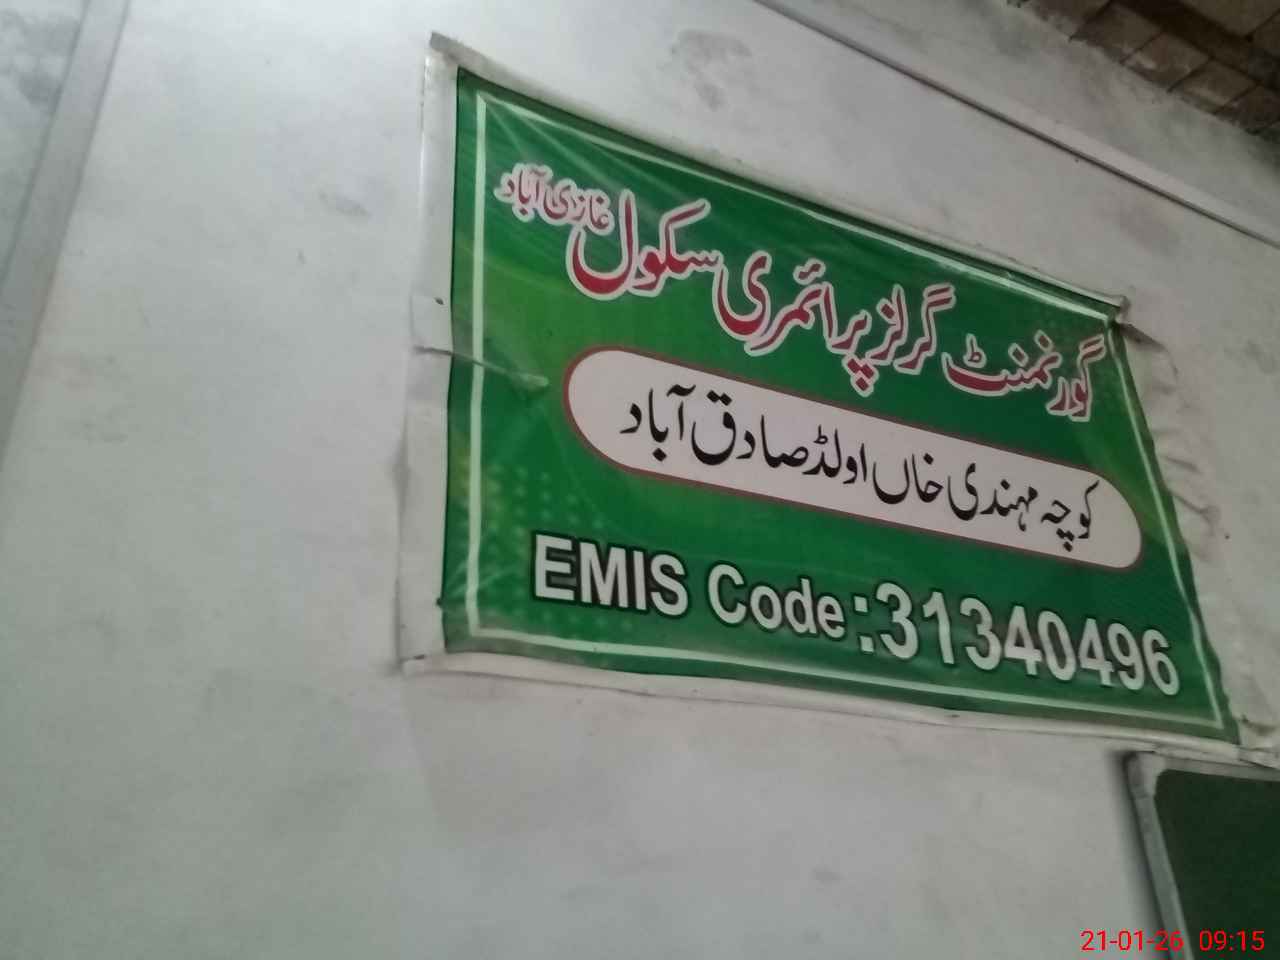 گورنمنٹ گرلز پرائمری سکول غازی آباد
کوچہ مہندی خاں اولڈ صادق آباد
EMIS Code:31340496
21-01-26 09:15